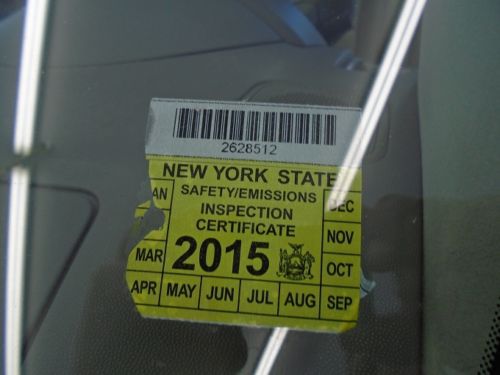 2628512
NEW YORK STATE
SAFETY/EMISSIONS
INSPECTION
CERTIFICATE
2015
AN
MAR
APR MAY JUN JUL AUG SEP
OCT
NOV
DEC